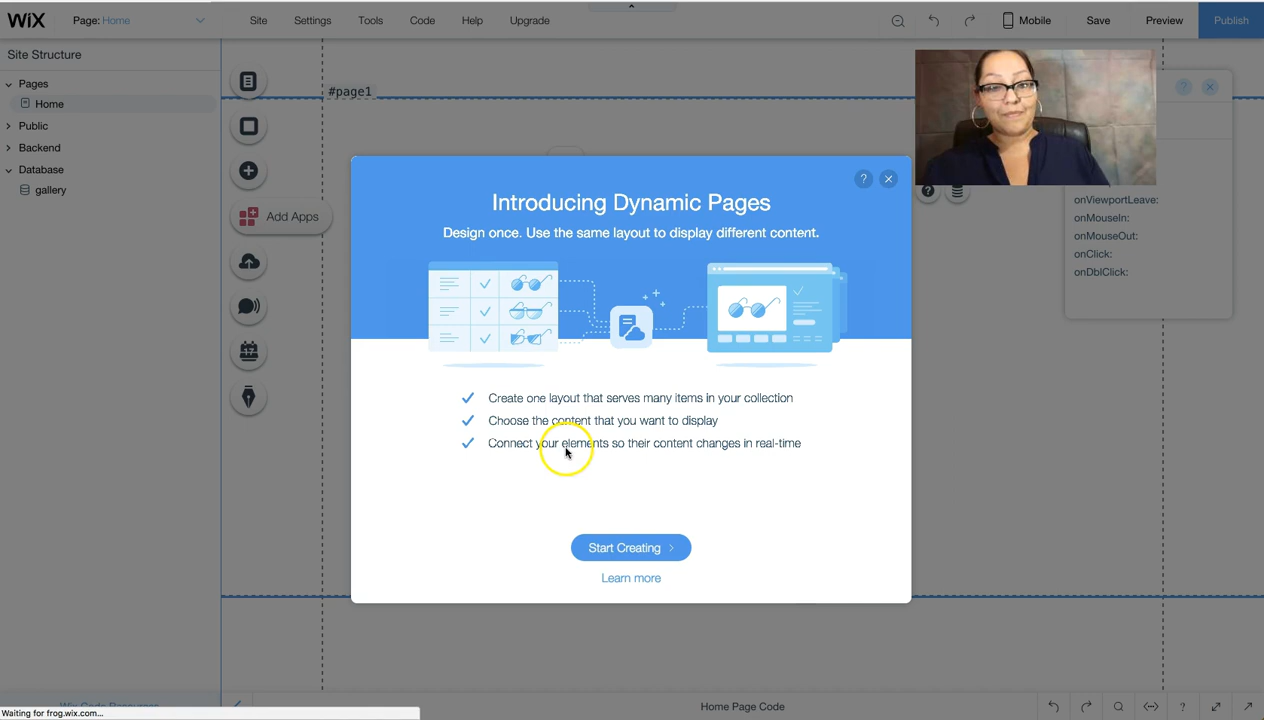 WiX
Page: Home
Site
Settings
Tools
Code
Help
Upgrade
Mobile
Save
Preview
Publish
Site Structure
Pages
Home
Public
Backend
Database
gallery
#page1
Add Apps
?
Introducing Dynamic Pages
Design once. Use the same layout to display different content.
Create one layout that serves many items in your collection
Choose the content that you want to display
Connect your elements so their content changes in real-time
Start Creating >
Learn more
?
?
onViewportLeave:
onMouseIn:
onMouseOut:
onClick:
onDblClick:
Wix Code Resources
Waiting for frog.wix.com...
Home Page Code
?